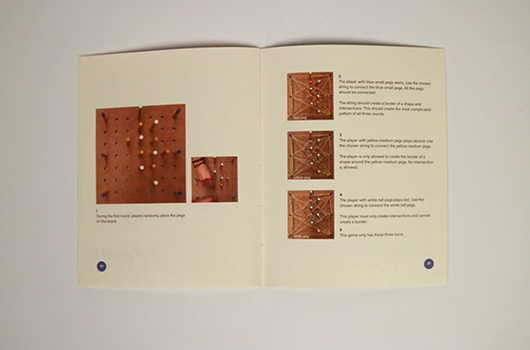 1
During the first round, players randomly place the pegs
on the board.
2
The player with blue-small pegs starts. Use the chosen
string to connect the blue-small pegs. All the pegs
should be connected.
The string should create a border of a shape and
intersections. This should create the most complicated
pattern of all three rounds.
blue peg
3
The player with yellow-medium pegs plays second. Use
the chosen string to connect the yellow-medium pegs.
The player is only allowed to create the border of a
shape around the yellow-medium pegs. No intersection
is allowed.
yellow peg
4
The player with white-tall pegs plays last. Use the
chosen string to connect the white-tall pegs.
This player must only create intersections and cannot
create a border.
5
This game only has these three turns.
white peg